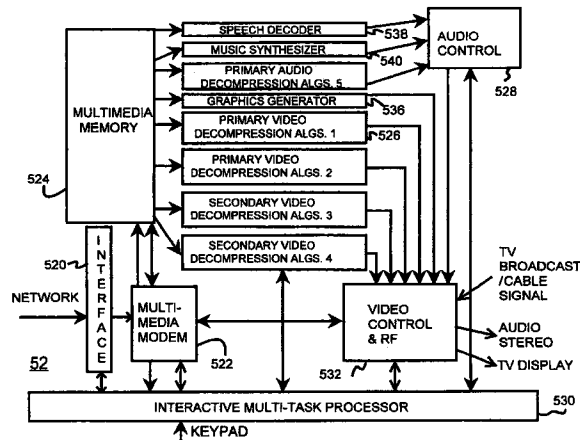 SPEECH DECODER
538
MUSIC SYNTHESIZER
540
AUDIO
CONTROL
528
PRIMARY AUDIO
DECOMPRESSION ALGS. 5
MULTIMEDIA
MEMORY
524
GRAPHICS GENERATOR
536
PRIMARY VIDEO
DECOMPRESSION ALGS. 1
526
PRIMARY VIDEO
DECOMPRESSION ALGS. 2
SECONDARY VIDEO
DECOMPRESSION ALGS. 3
SECONDARY VIDEO
DECOMPRESSION ALGS. 4
520
INTERFACE
NETWORK
52
MULTI-
MEDIA
MODEM
522
VIDEO
CONTROL
& RF
532
TV
BROADCAST
/CABLE
SIGNAL
AUDIO
STEREO
TV DISPLAY
INTERACTIVE MULTI-TASK PROCESSOR
530
KEYPAD